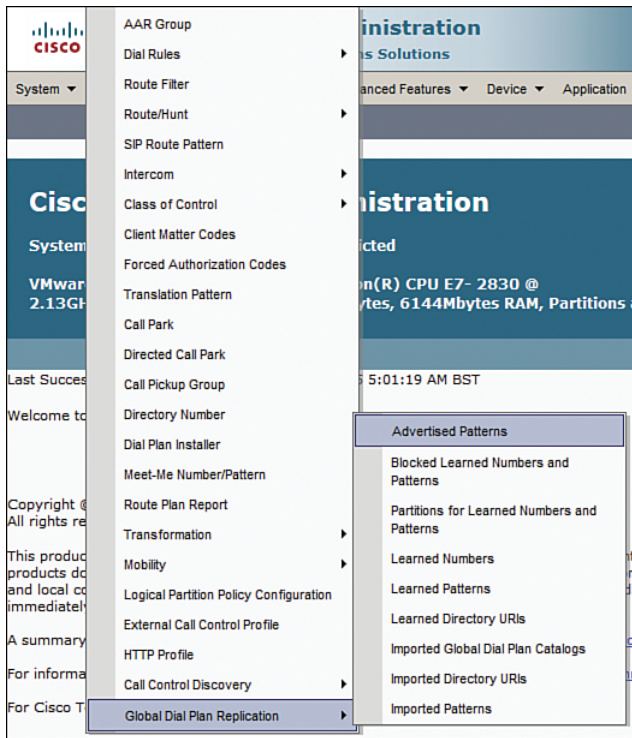 CISCO
inistration
ns Solutions
System
anced Features
Device
Application
AAR Group
Dial Rules
Route Filter
Route/Hunt
SIP Route Pattern
Intercom
Class of Control
Client Matter Codes
Forced Authorization Codes
Translation Pattern
Call Park
Directed Call Park
Call Pickup Group
Directory Number
Dial Plan Installer
Meet-Me Number/Pattern
Route Plan Report
Transformation
Mobility
Logical Partition Policy Configuration
External Call Control Profile
HTTP Profile
Call Control Discovery
Global Dial Plan Replication
Advertised Patterns
Blocked Learned Numbers and
Patterns
Partitions for Learned Numbers and
Patterns
Learned Numbers
Learned Patterns
Learned Directory URIs
Imported Global Dial Plan Catalogs
Imported Directory URIs
Imported Patterns
Cisc
nistration
System
icted
VMwar
on(R) CPU E7- 2830 @
2.13GH
ytes, 6144Mbytes RAM, Partitions
Last Succes
5:01:19 AM BST
Welcome to
Copyright
All rights re
This produc
products do
and local co
immediately
A summary
For informa
For Cisco T